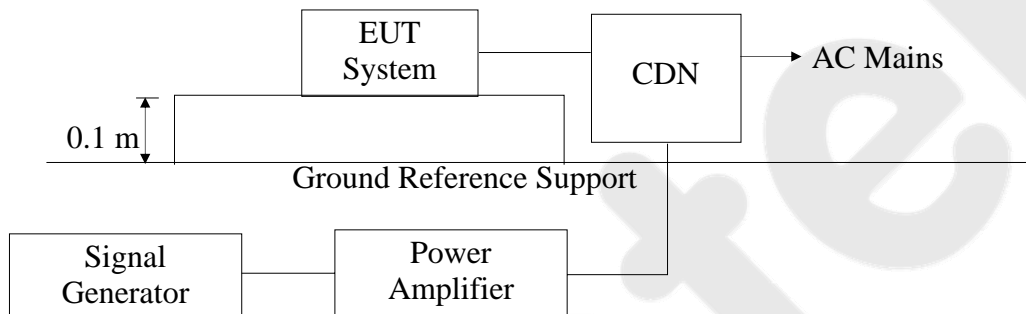 EUT
System
CDN
AC Mains
0.1 m
Ground Reference Support
Signal
Generator
Power
Amplifier